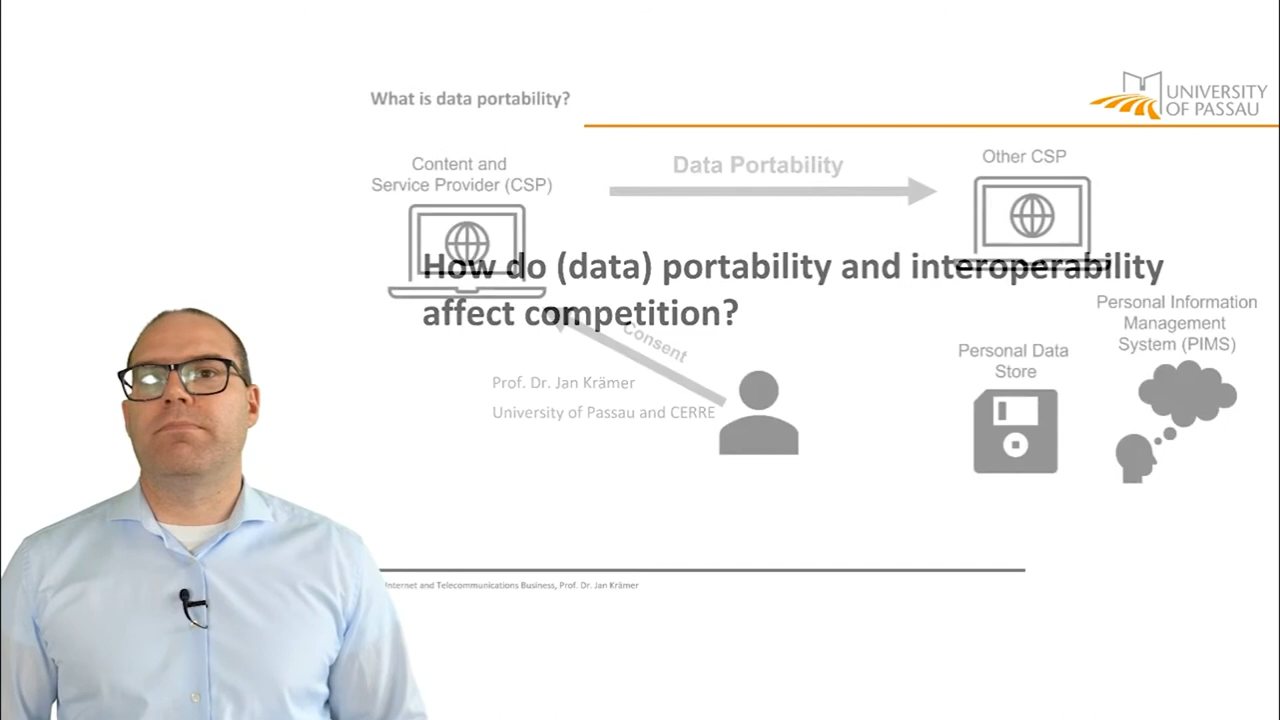 What is data portability?
UNIVERSITY
OF PASSAU
Content and
Service Provider (CSP)
Data Portability
Other CSP
How do (data) portability and interoperability
affect competition?
Consent
Personal Information
Management
System (PIMS)
Personal Data
Store
Prof. Dr. Jan Krämer
University of Passau and CERRE
Internet and Telecommunications Business, Prof. Dr. Jan Krämer